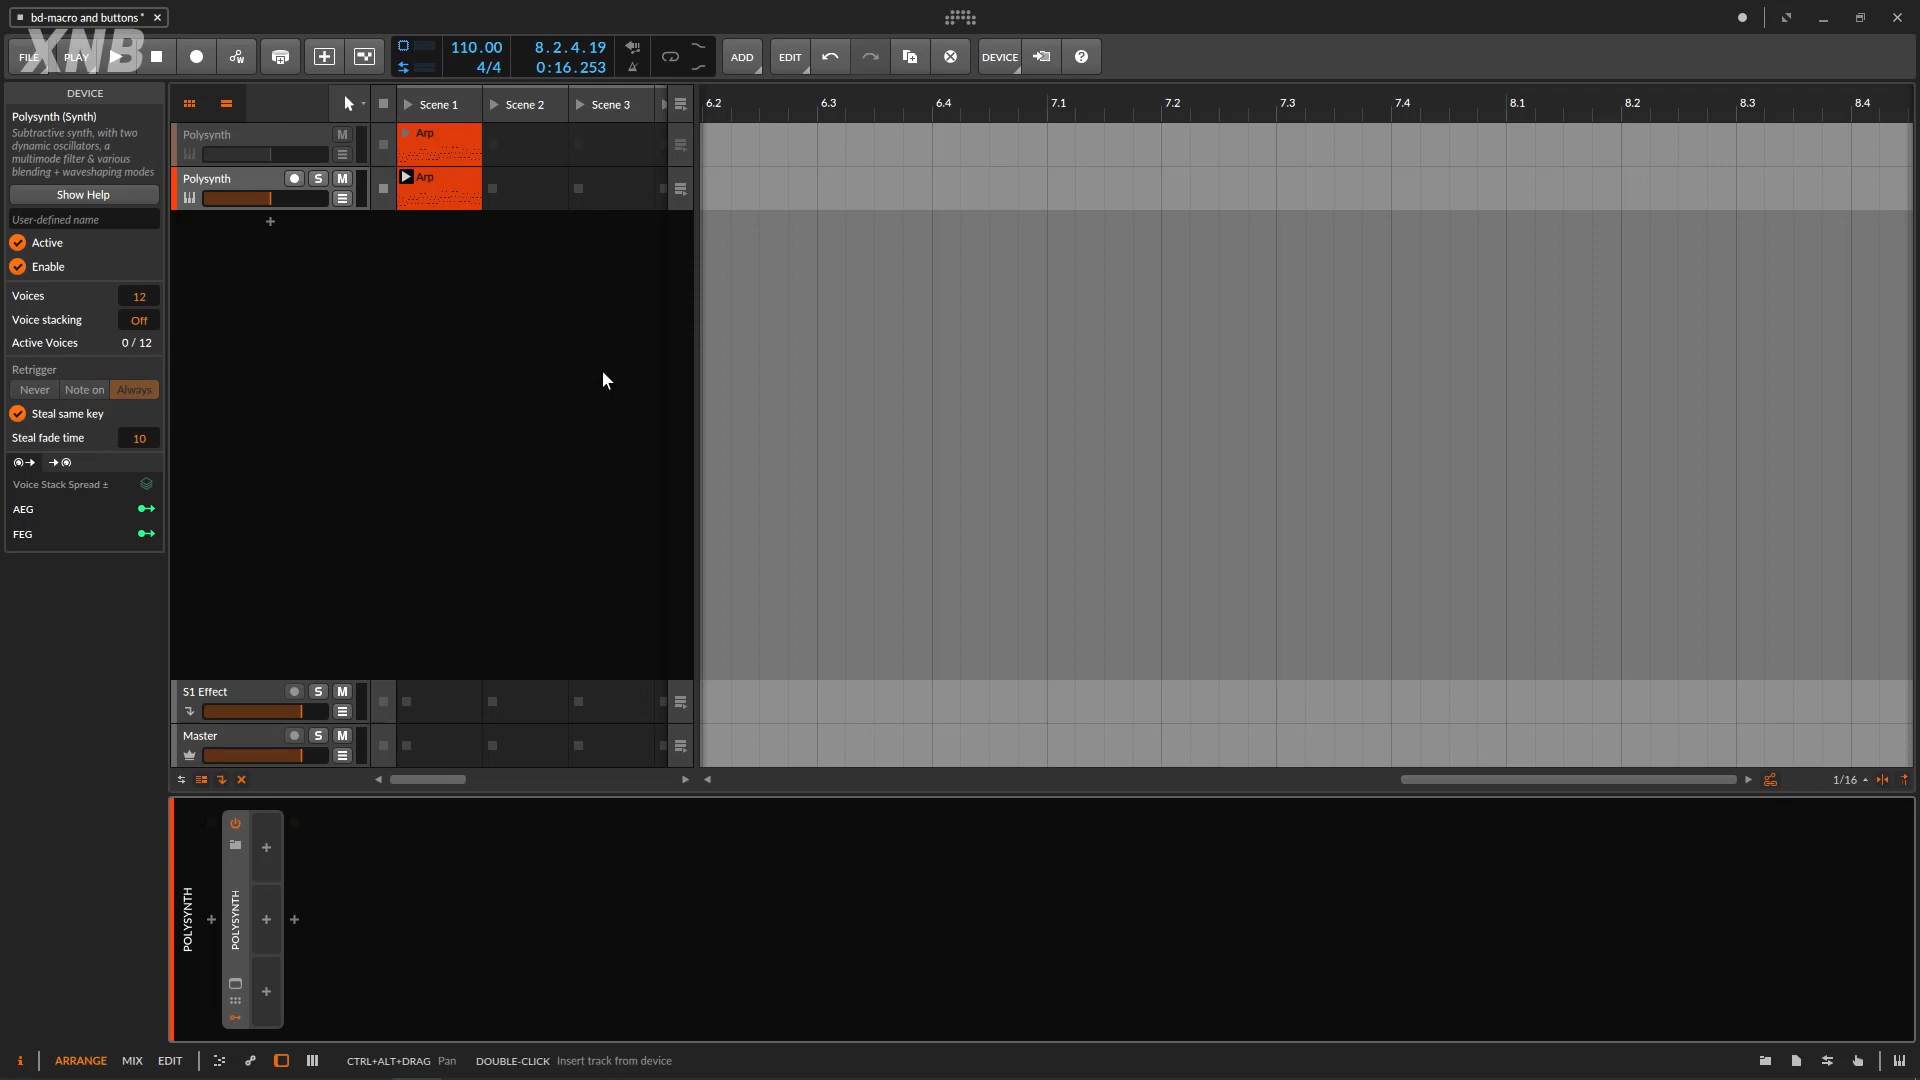 bd-macro and buttons *
XNB
FILE
PLAY
110.00
4/4
8.2.4.19
0:16.253
ADD
EDIT
DEVICE
DEVICE
Polysynth (Synth)
Subtractive synth, with two
dynamic oscillators, a
multimode filter & various
blending + waveshaping modes
Show Help
User-defined name
Active
Enable
Voices 12
Voice stacking Off
Active Voices 0 / 12
Retrigger
Never Note on Always
Steal same key
Steal fade time 10
Voice Stack Spread ±
AEG
FEG
Scene 1 Scene 2 Scene 3
6.2 6.3 6.4 7.1 7.2 7.3 7.4 8.1 8.2 8.3 8.4
Polysynth M Arp
Polysynth S M Arp
S1 Effect S M
Master S M
1/16
POLYSYNTH
POLYSYNTH
i ARRANGE MIX EDIT CTRL+ALT+DRAG Pan DOUBLE-CLICK Insert track from device